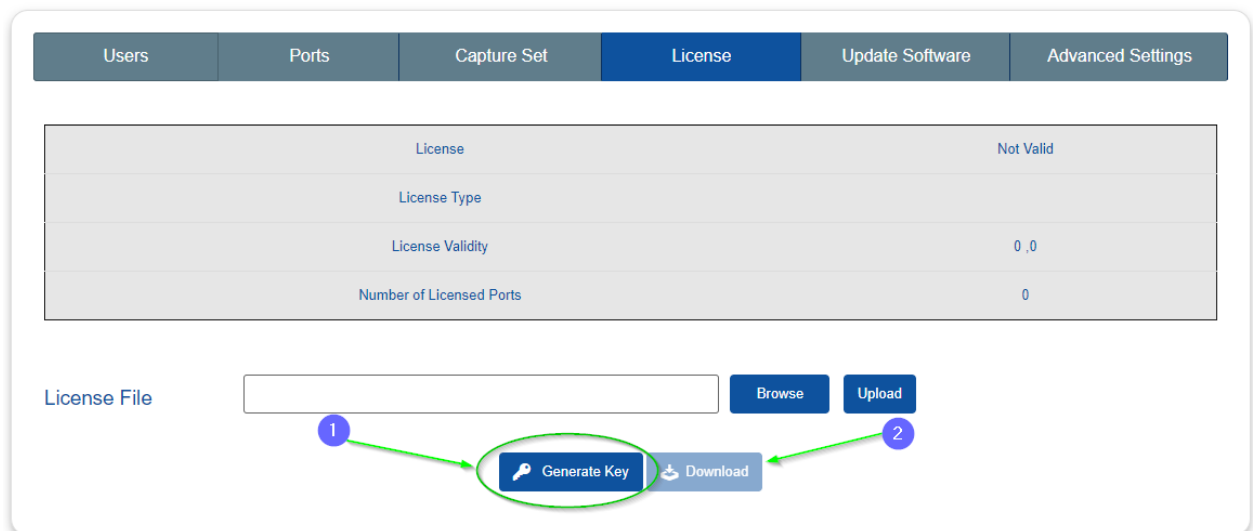 Users Ports Capture Set License Update Software Advanced Settings
License Not Valid
License Type
License Validity 0 ,0
Number of Licensed Ports 0
License File Browse Upload
1 2
Generate Key Download